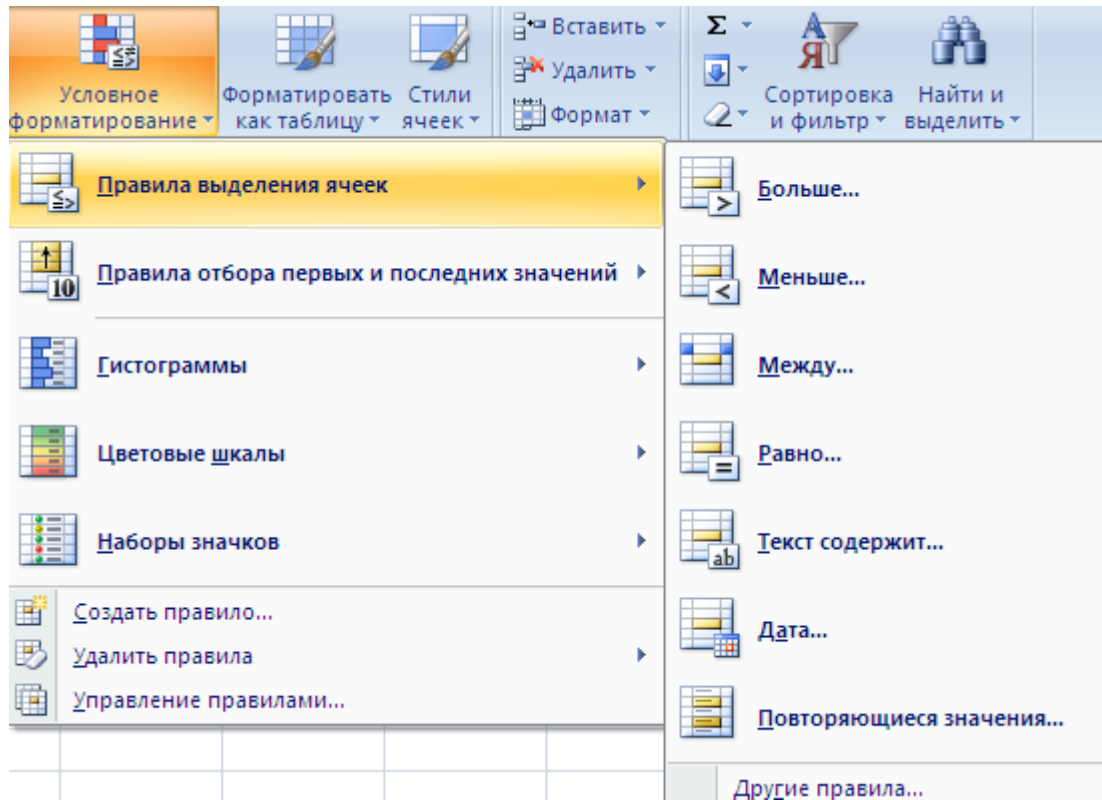 Условное форматирование
Форматировать как таблицу
Стили ячеек
Вставить
Удалить
Формат
Σ
А
Я
Сортировка и фильтр
Найти и выделить
Правила выделения ячеек
10
Правила отбора первых и последних значений
Гистограммы
Цветовые шкалы
Наборы значков
Создать правило...
Удалить правила
Управление правилами...
>
Больше...
<
Меньше...
Между...
=
Равно...
ab
Текст содержит...
Дата...
Повторяющиеся значения...
Другие правила...